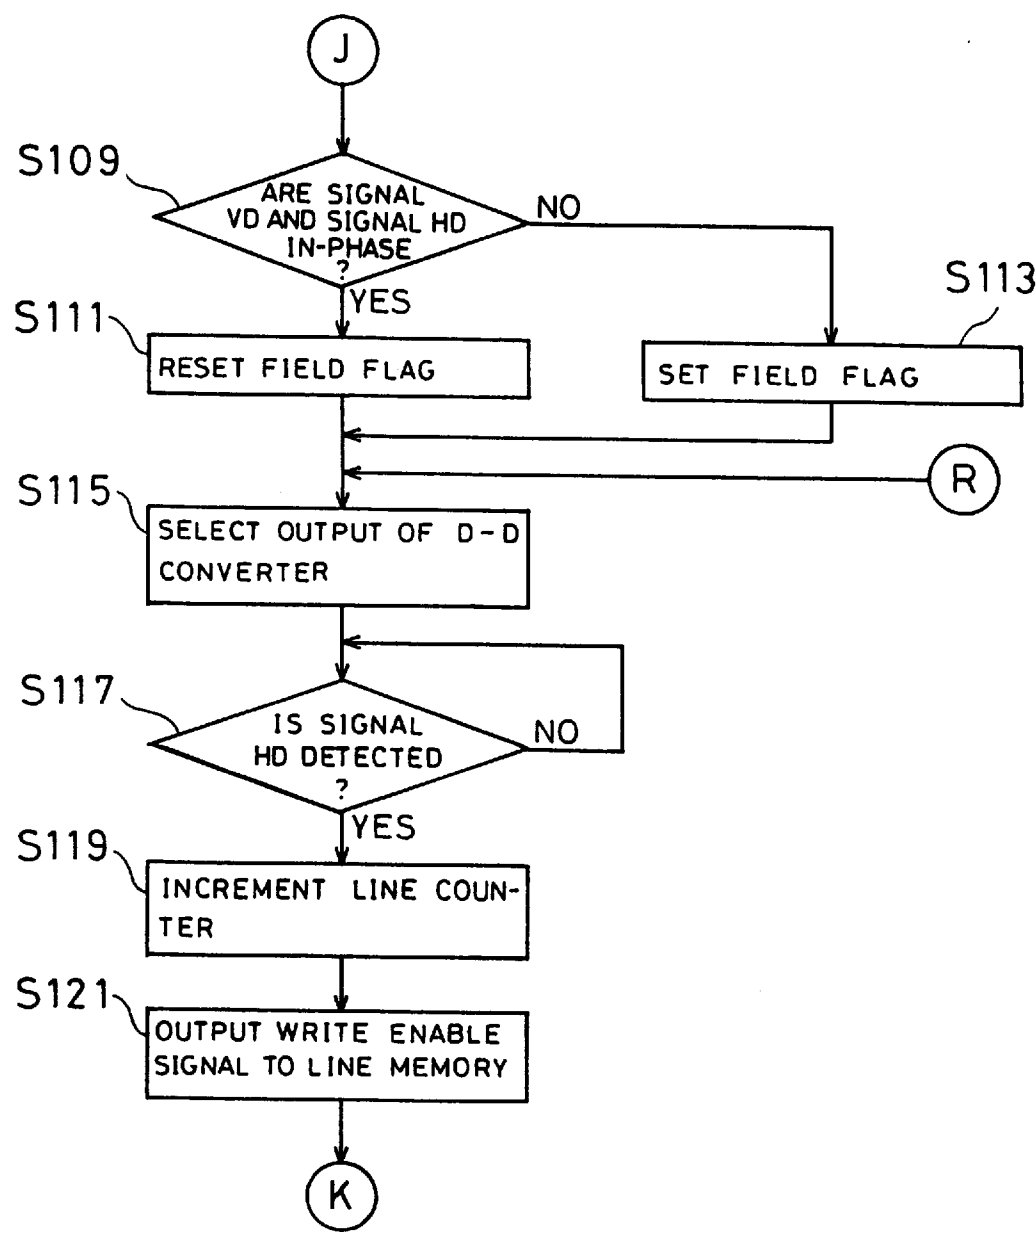 J
S109
ARE SIGNAL
VD AND SIGNAL HD
IN-PHASE
?
NO
YES
S111
RESET FIELD FLAG
S113
SET FIELD FLAG
R
S115
SELECT OUTPUT OF D-D
CONVERTER
S117
IS SIGNAL
HD DETECTED
?
NO
YES
S119
INCREMENT LINE COUN-
TER
S121
OUTPUT WRITE ENABLE
SIGNAL TO LINE MEMORY
K